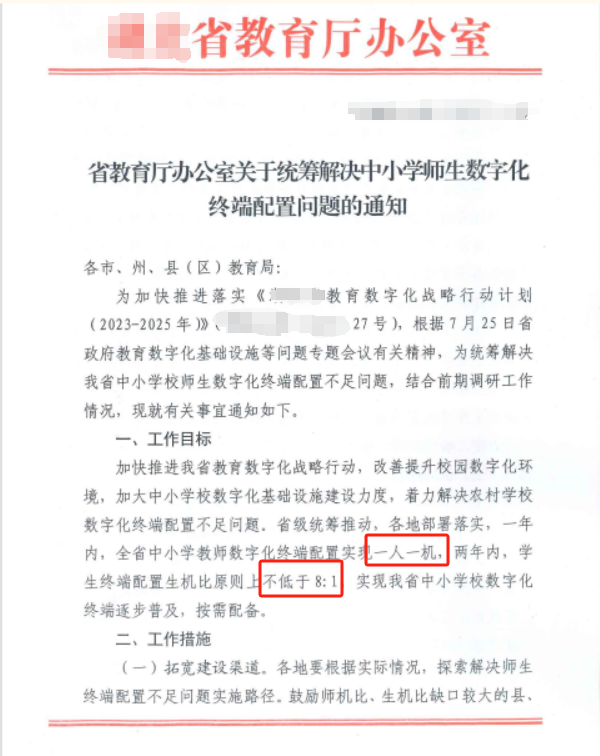 省教育厅办公室
省教育厅办公室关于统筹解决中小学师生数字化
终端配置问题的通知
各市、州、县（区）教育局：
为加快推进落实《 教育数字化战略行动计划
（2023-2025年）》（ 27号），根据7月25日省
政府教育数字化基础设施等问题专题会议有关精神，为统筹解决
我省中小学校师生数字化终端配置不足问题，结合前期调研工作
情况，现就有关事宜通知如下。
一、工作目标
加快推进我省教育数字化战略行动，改善提升校园数字化环
境，加大中小学校数字化基础设施建设力度，着力解决农村学校
数字化终端配置不足问题。省级统筹推动，各地部署落实，一年
内，全省中小学教师数字化终端配置实现一人一机，两年内，学
生终端配置生机比原则上不低于8:1，实现我省中小学校数字化
终端逐步普及，按需配备。
二、工作措施
（一）拓宽建设渠道。各地要根据实际情况，探索解决师生
终端配置不足问题实施路径。鼓励师机比、生机比缺口较大的县、